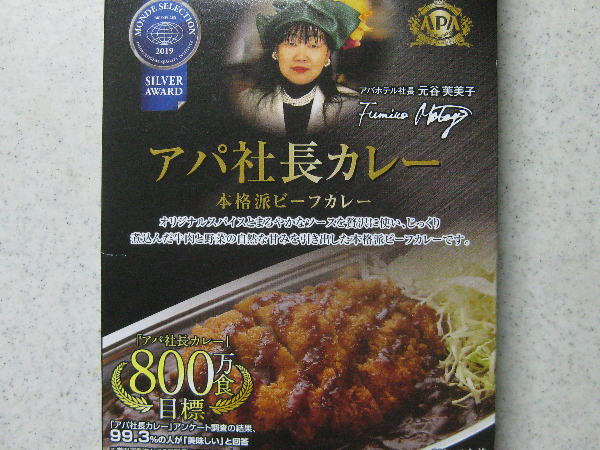 MONDE SELECTION
2019
SILVER
AWARD
APA
アパホテル社長 元谷 芙美子
Fumiko Motoya
アパ社長カレー
本格派ビーフカレー
オリジナルスパイスとまろやかなソースを贅沢に使い、じっくり
煮込んだ牛肉と野菜の自然な甘みを引き出した本格派ビーフカレーです。
「アパ社長カレー」
800万食
目標
「アパ社長カレー」アンケート調査の結果、
99.3%の人が「美味しい」と回答